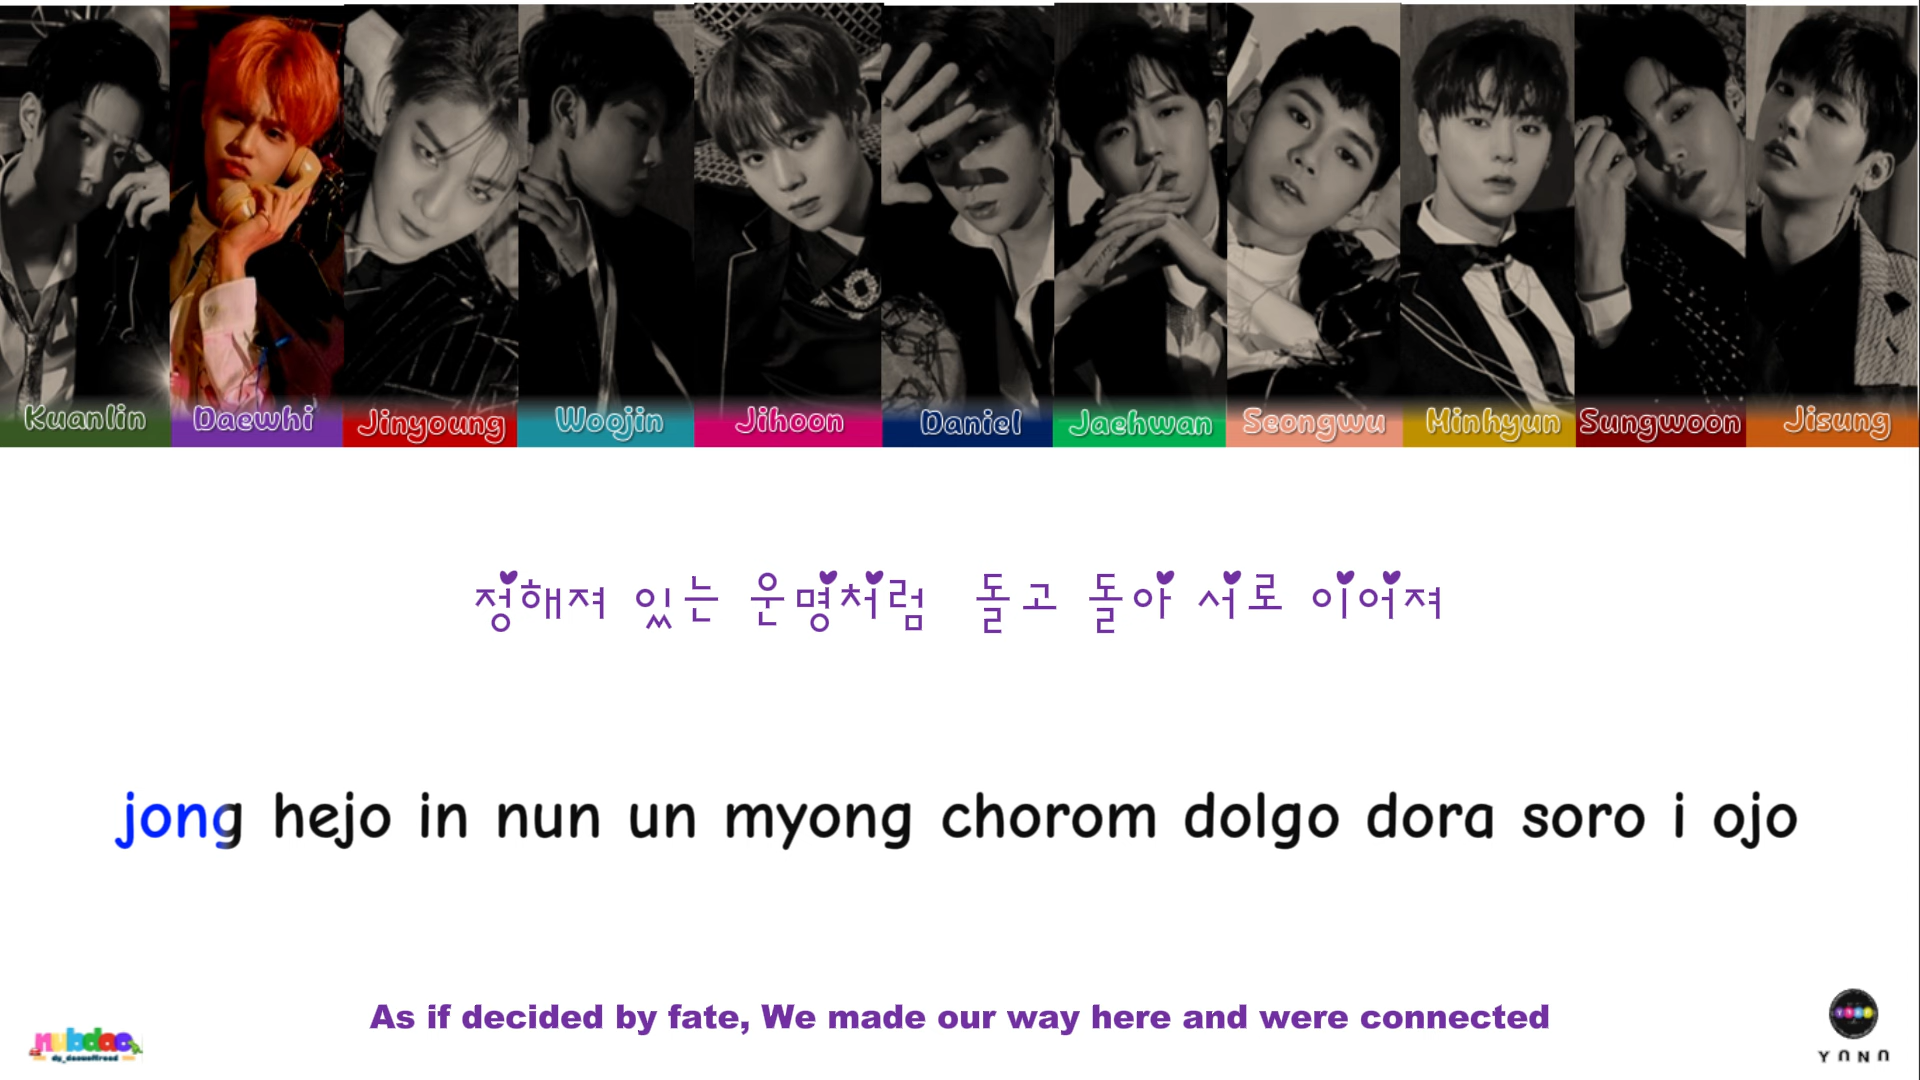 Kuanlin Daewhi Jinyoung Woojin Jihoon Daniel Jaehwan Seongwu Minhyun Sungwoon Jisung
정해져 있는 운명처럼 돌고 돌아 서로 이어져
jong hejo in nun un myong chorom dolgo dora soro i ojo
As if decided by fate, We made our way here and were connected
nubdac
YANA